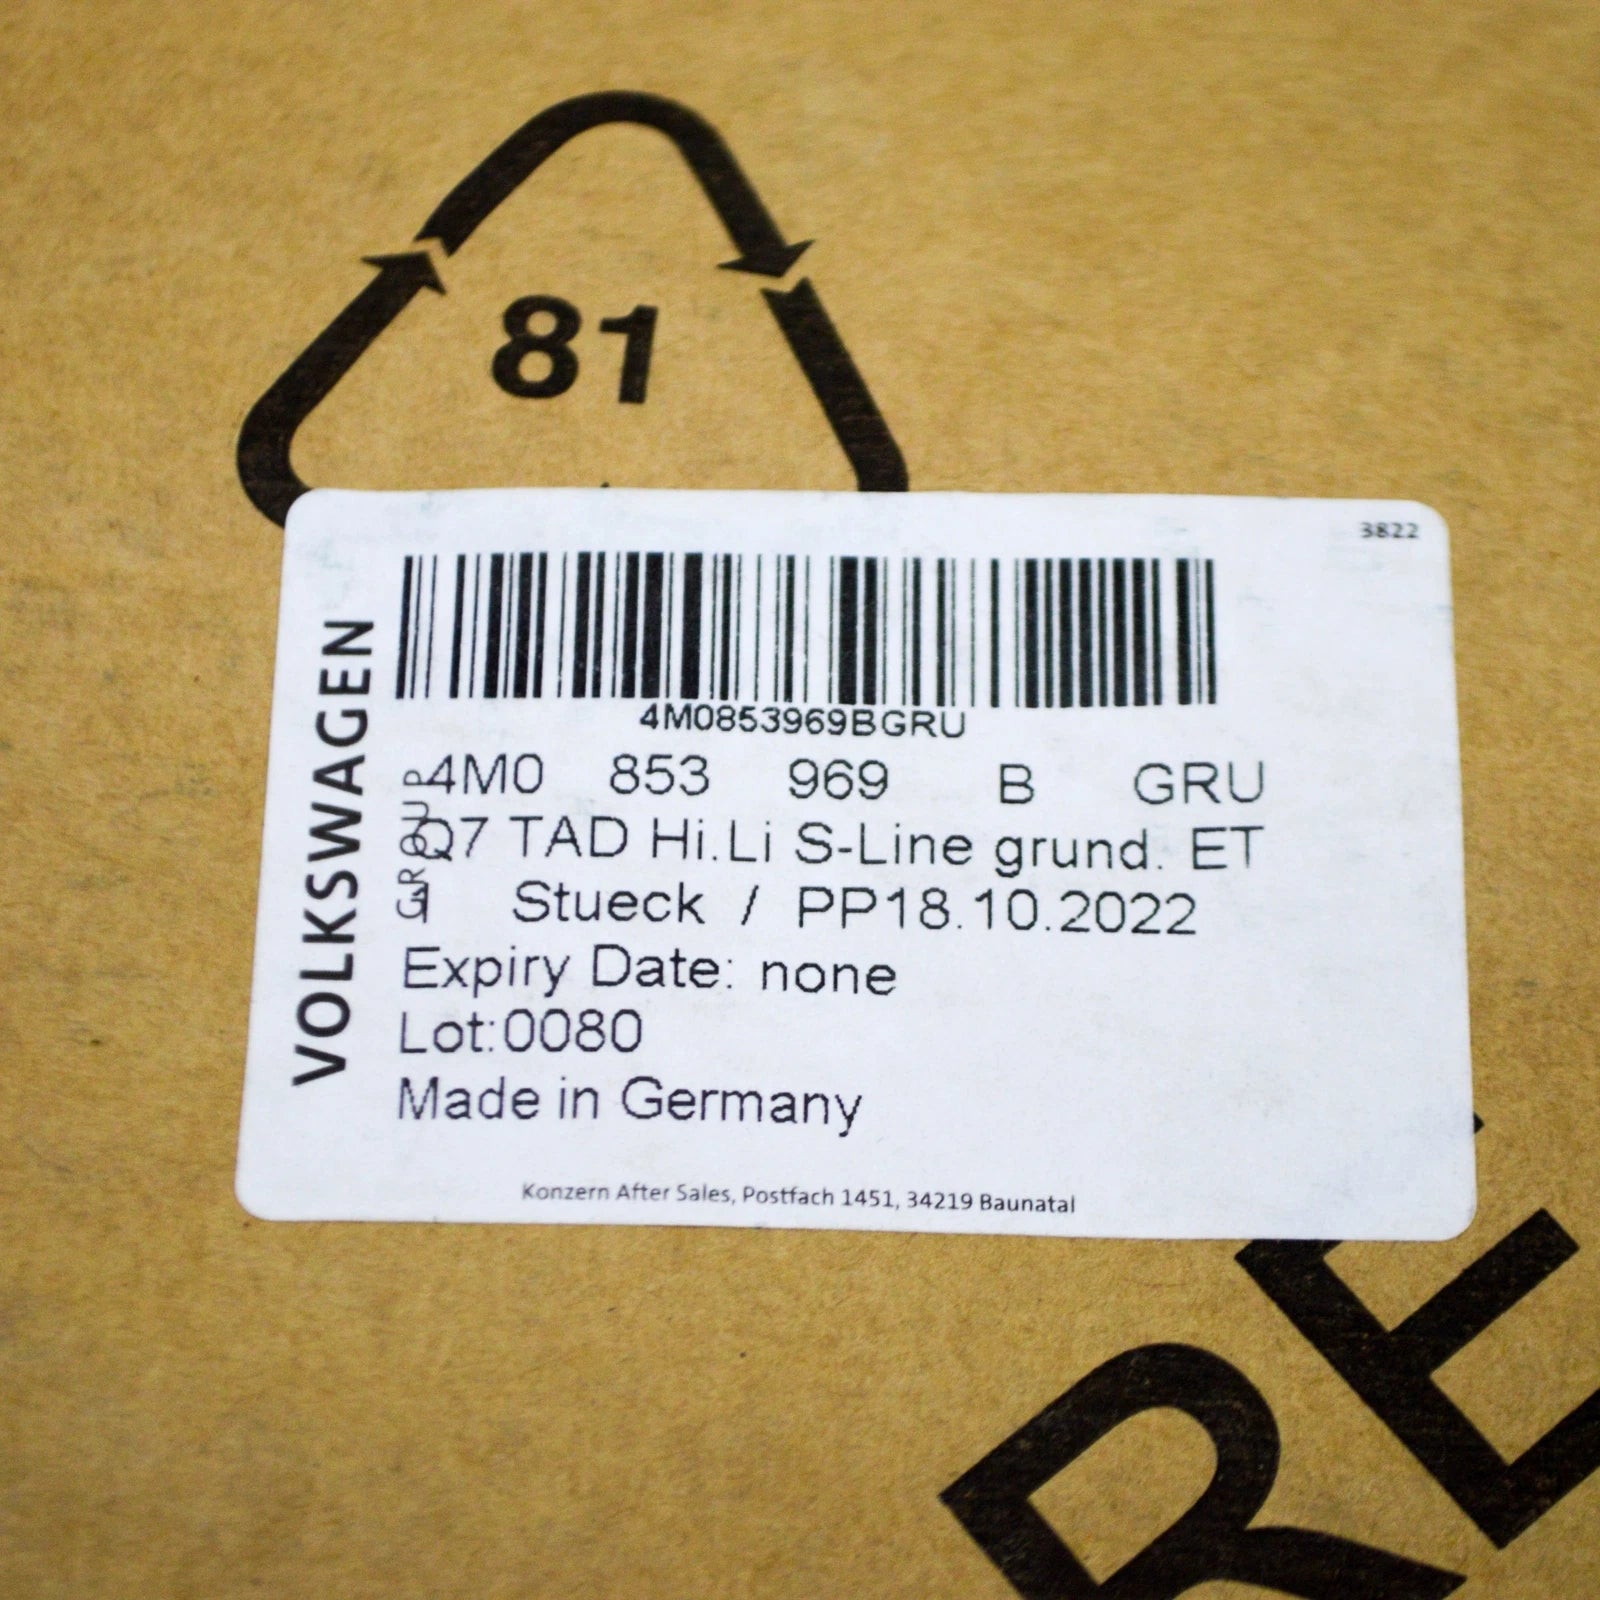 81
3822
4M0853969BGRU
VOLKSWAGEN
GROUP
4M0 853 969 B GRU
Q7 TAD Hi.Li S-Line grund. ET
1 Stueck / PP18.10.2022
Expiry Date: none
Lot:0080
Made in Germany
Konzern After Sales, Postfach 1451, 34219 Baunatal
RE